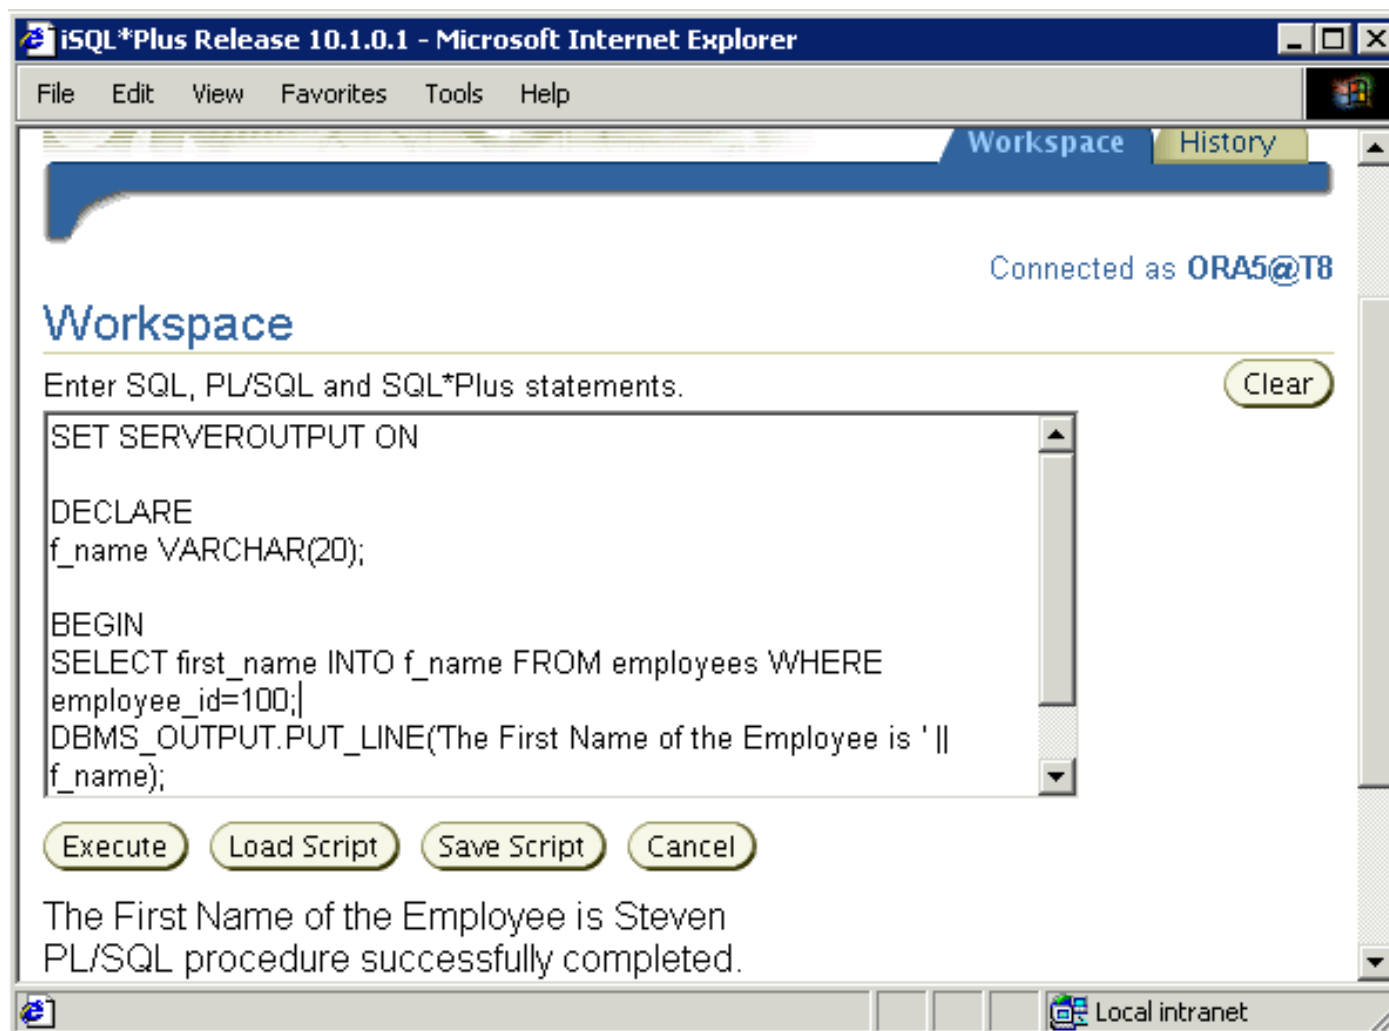 iSQL*Plus Release 10.1.0.1 - Microsoft Internet Explorer
File Edit View Favorites Tools Help
Workspace History
Connected as ORA5@T8
Workspace
Enter SQL, PL/SQL and SQL*Plus statements.
Clear
SET SERVEROUTPUT ON
DECLARE
f_name VARCHAR(20);
BEGIN
SELECT first_name INTO f_name FROM employees WHERE
employee_id=100;
DBMS_OUTPUT.PUT_LINE('The First Name of the Employee is ' ||
f_name);
Execute Load Script Save Script Cancel
The First Name of the Employee is Steven
PL/SQL procedure successfully completed.
Local intranet